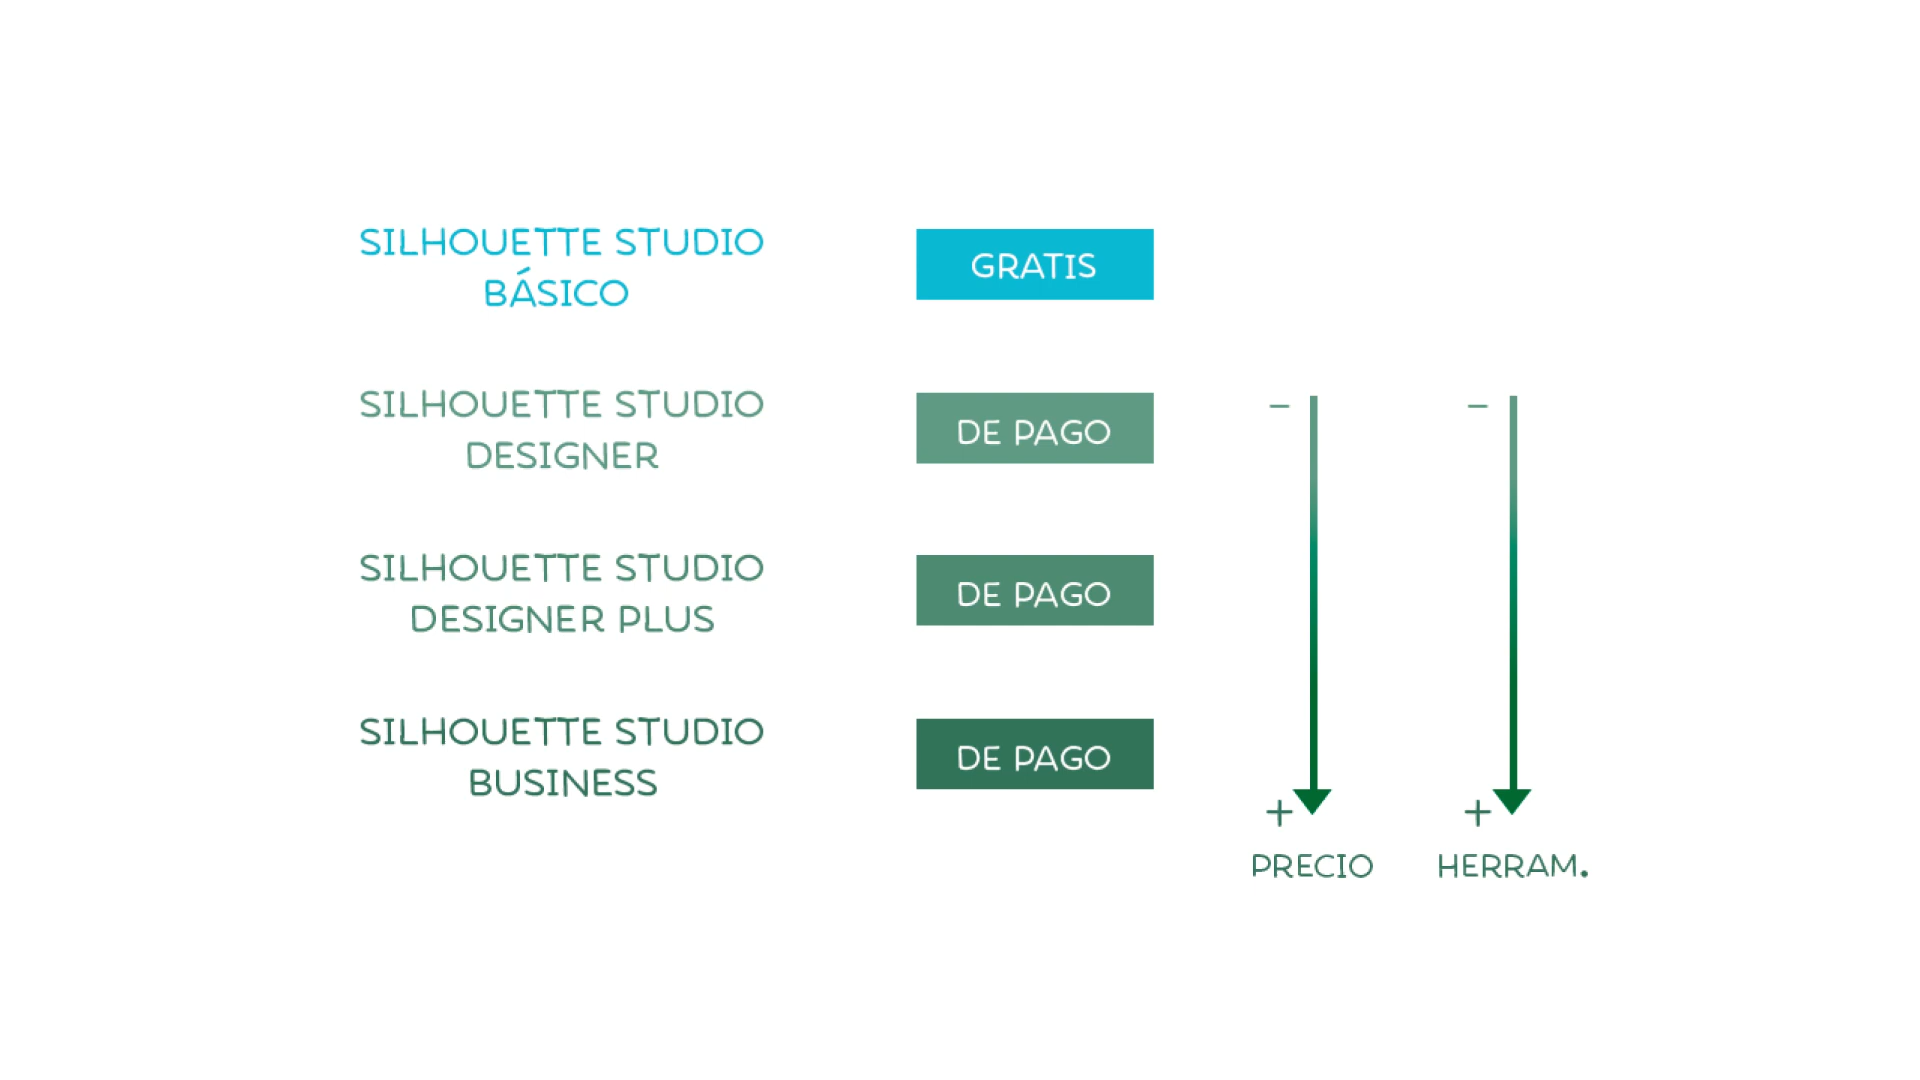 SILHOUETTE STUDIO
BÁSICO
GRATIS
SILHOUETTE STUDIO
DESIGNER
DE PAGO
SILHOUETTE STUDIO
DESIGNER PLUS
DE PAGO
SILHOUETTE STUDIO
BUSINESS
DE PAGO
- -
+ +
PRECIO HERRAM.